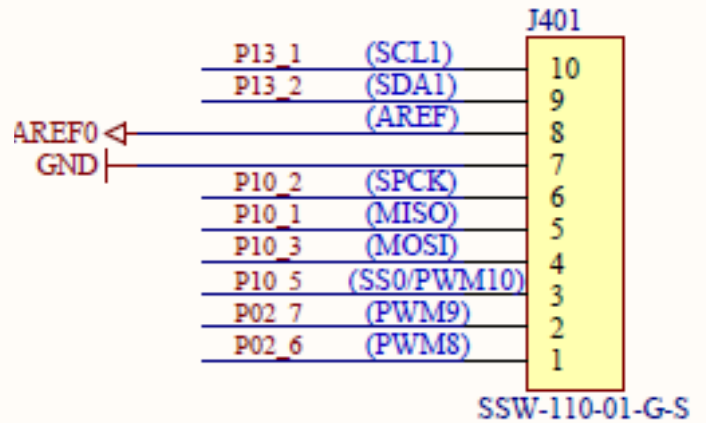 J401
P13_1 (SCL1) 10
P13_2 (SDA1) 9
AREF0 (AREF) 8
GND 7
P10_2 (SPCK) 6
P10_1 (MISO) 5
P10_3 (MOSI) 4
P10_5 (SS0/PWM10) 3
P02_7 (PWM9) 2
P02_6 (PWM8) 1
SSW-110-01-G-S